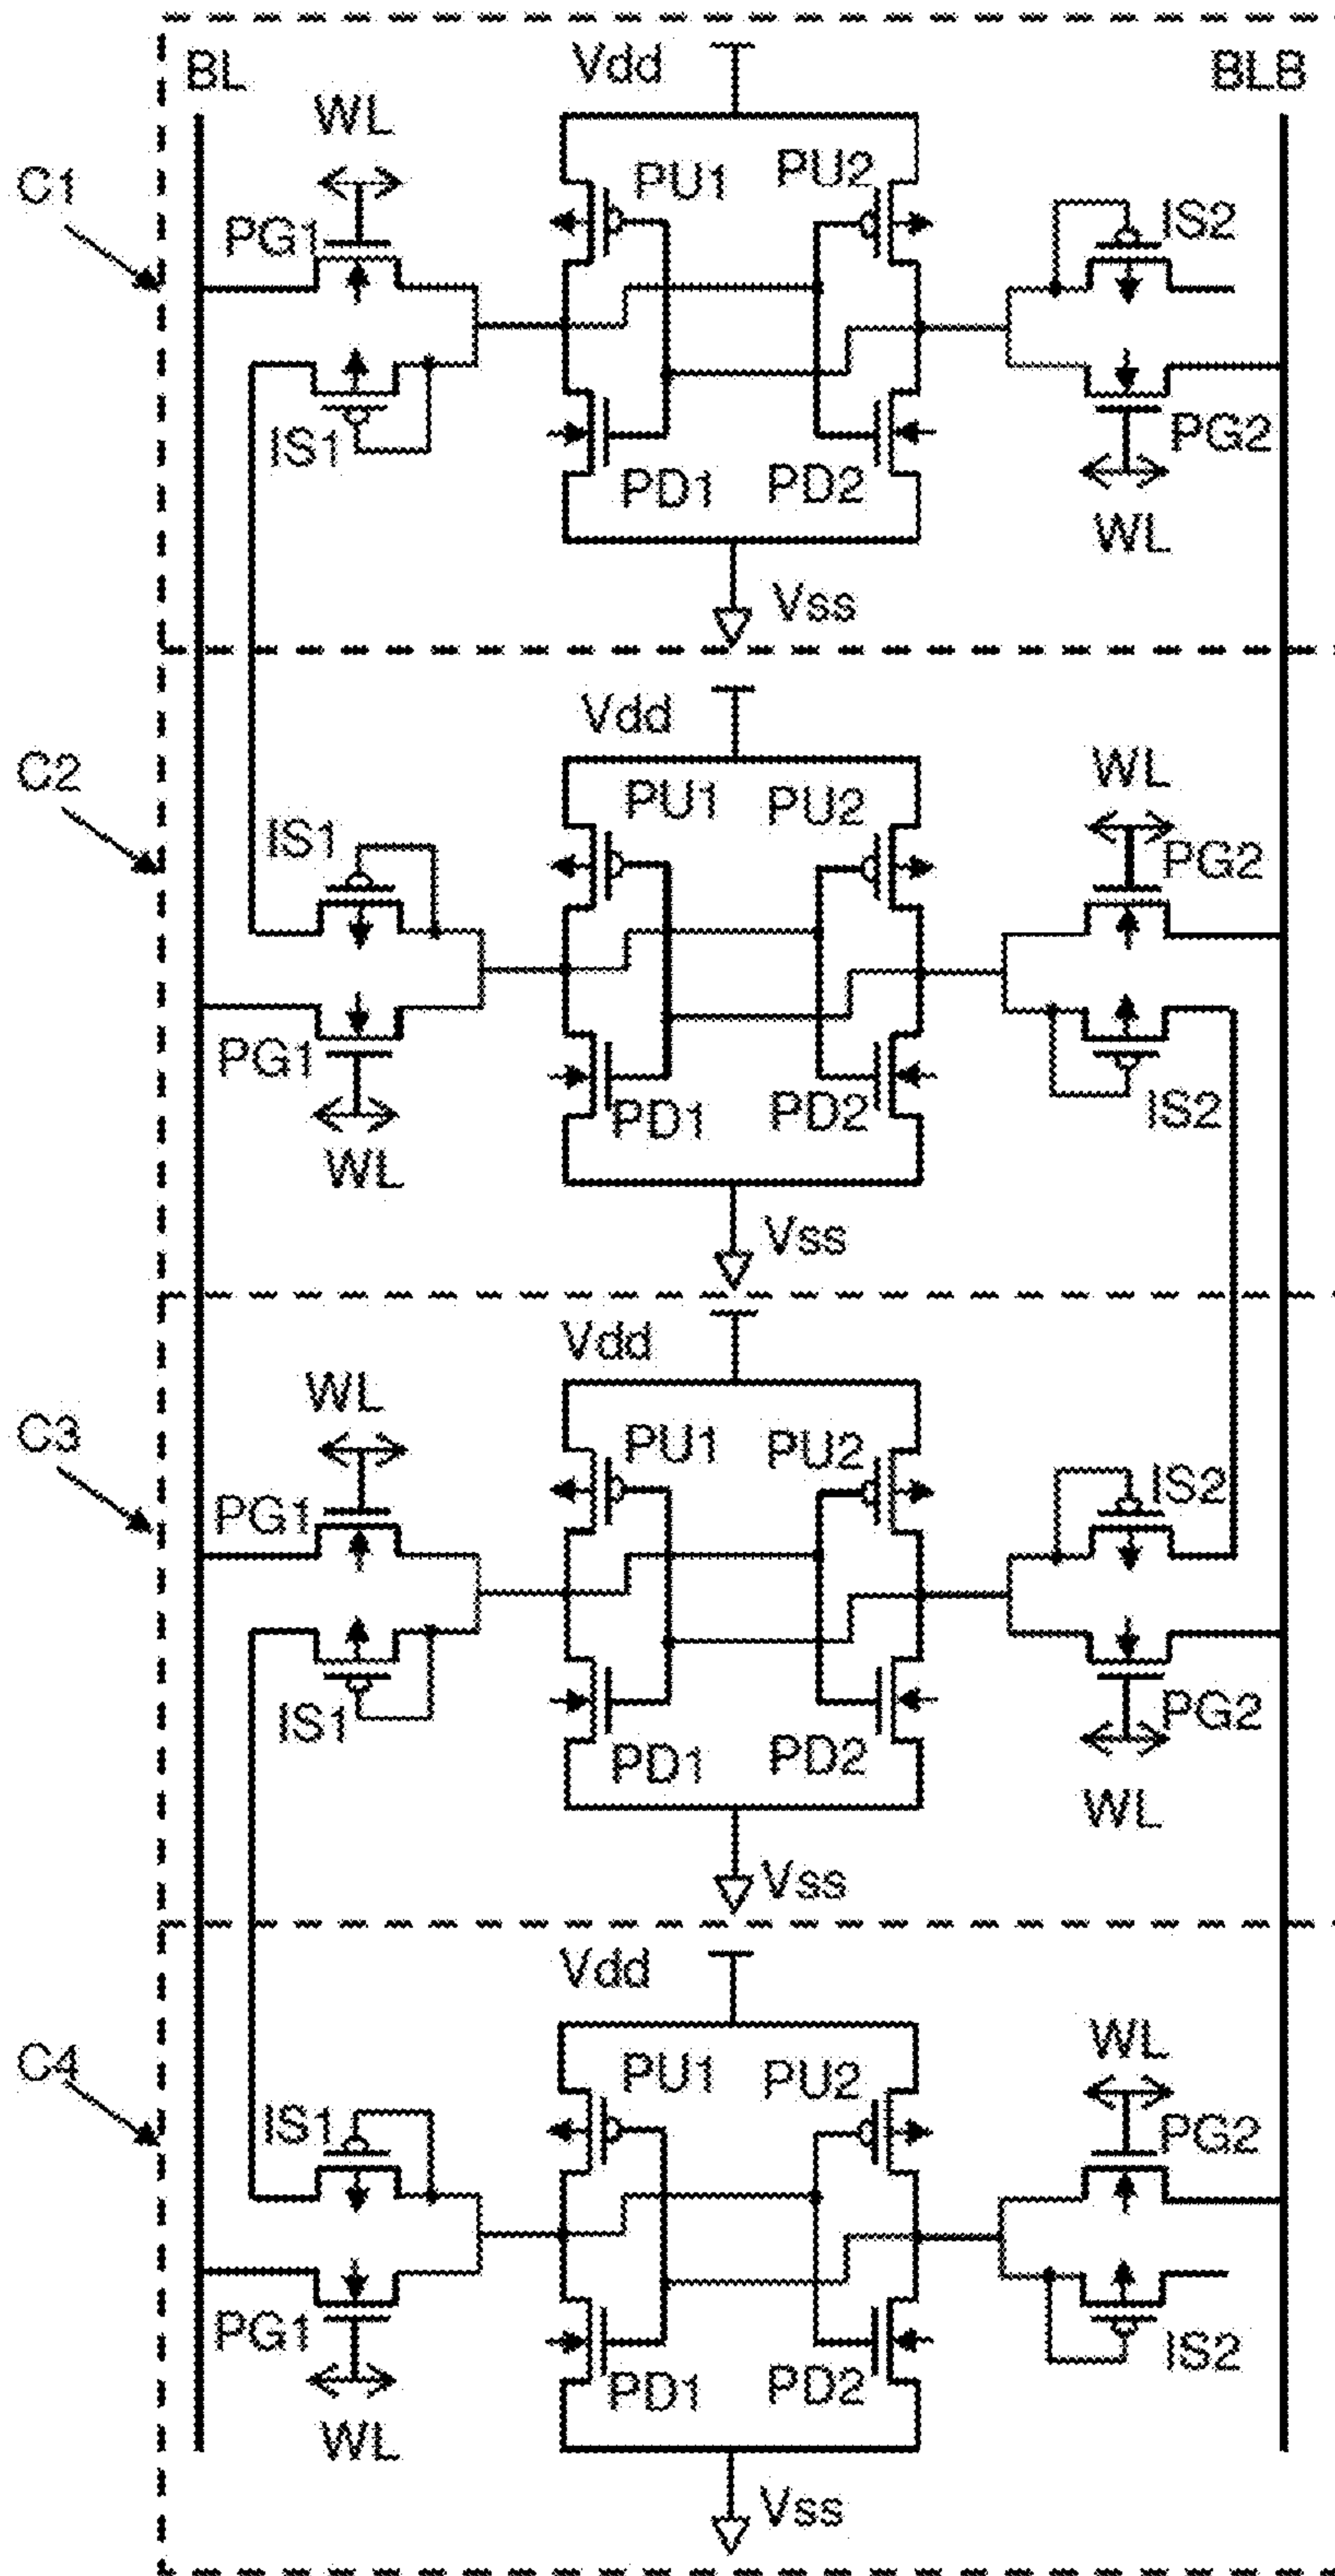 BL
Vdd
BLB
WL
C1
PU1
PU2
IS2
PG1
IS1
PG2
PD1
PD2
WL
Vss
Vdd
C2
WL
PU1
PU2
IS1
PG2
PG1
PD1
PD2
IS2
WL
Vss
Vdd
WL
C3
PU1
PU2
IS2
PG1
IS1
PG2
PD1
PD2
WL
Vss
Vdd
C4
WL
PU1
PU2
IS1
PG2
PG1
IS2
PD1
PD2
WL
Vss